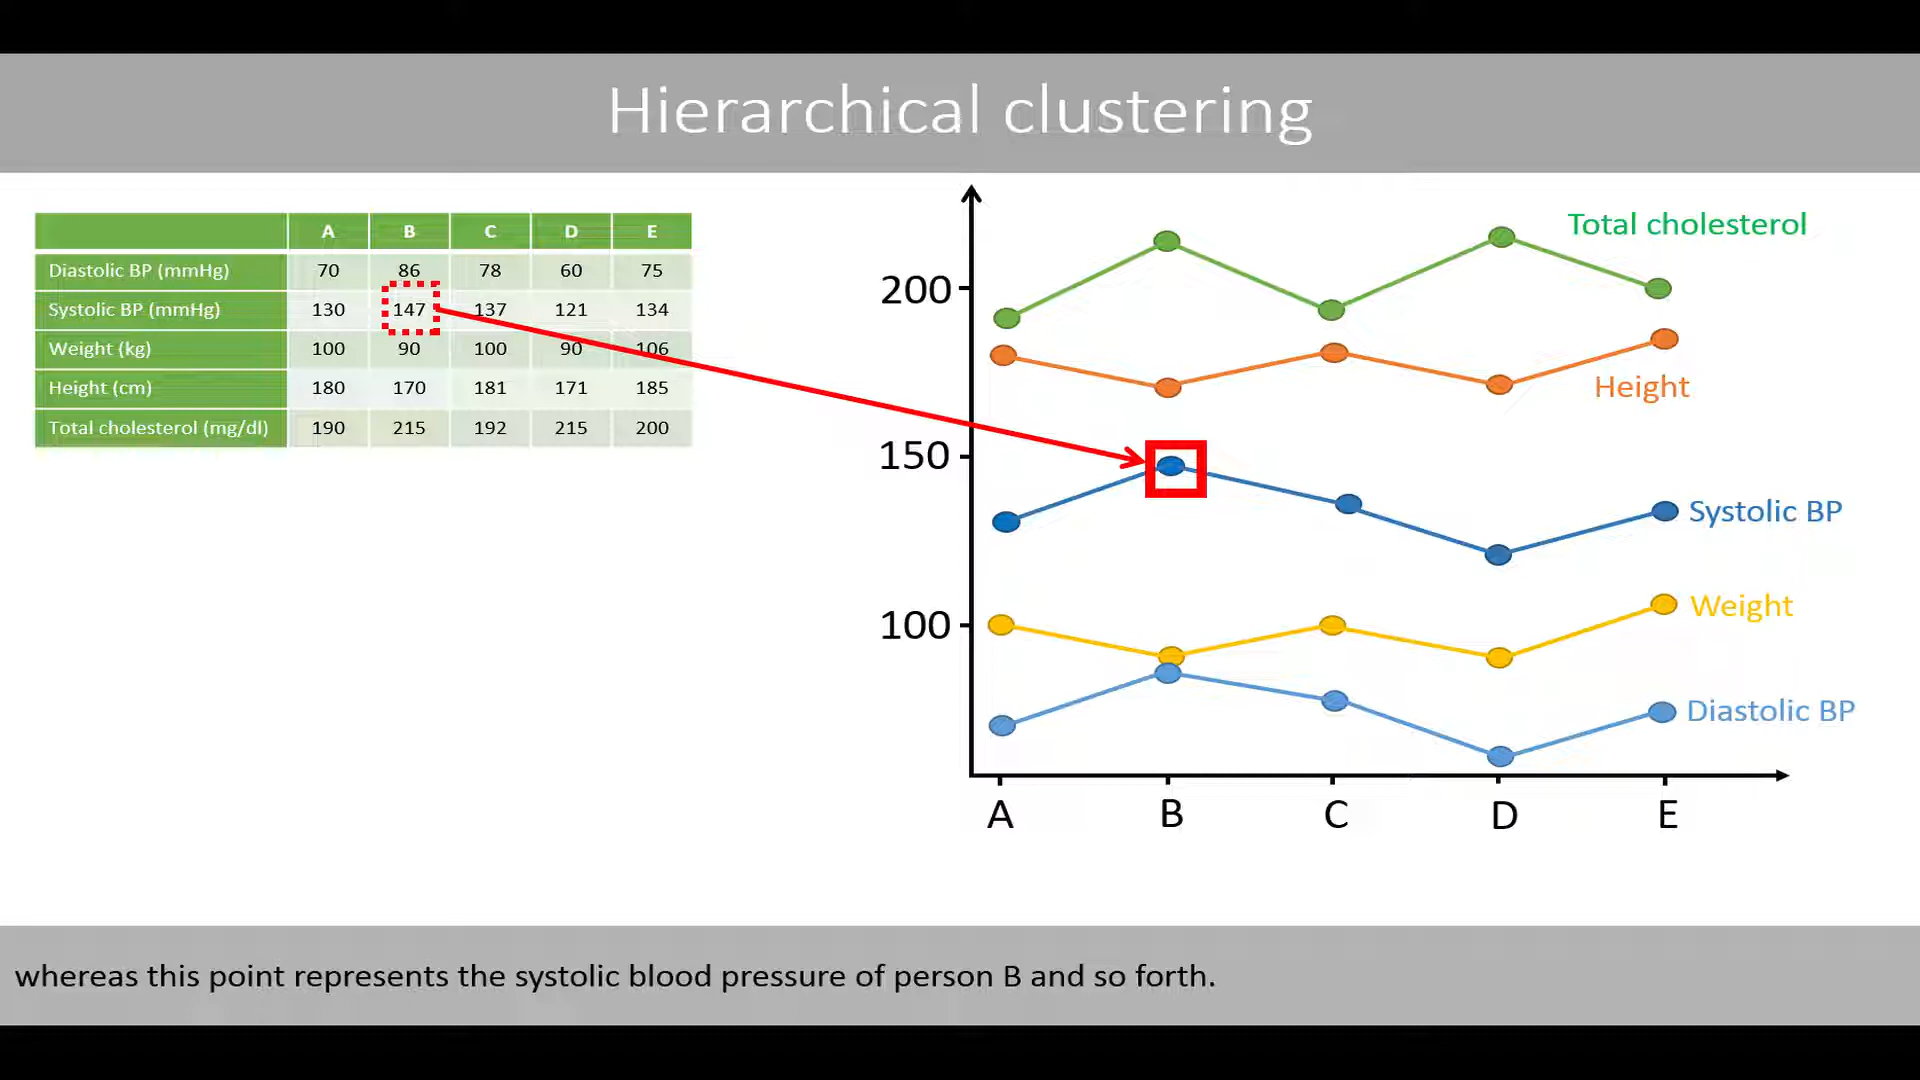 Hierarchical clustering
A B C D E
Diastolic BP (mmHg) 70 86 78 60 75
Systolic BP (mmHg) 130 147 137 121 134
Weight (kg) 100 90 100 90 106
Height (cm) 180 170 181 171 185
Total cholesterol (mg/dl) 190 215 192 215 200
Total cholesterol
200
Height
150
Systolic BP
100
Weight
Diastolic BP
A B C D E
whereas this point represents the systolic blood pressure of person B and so forth.